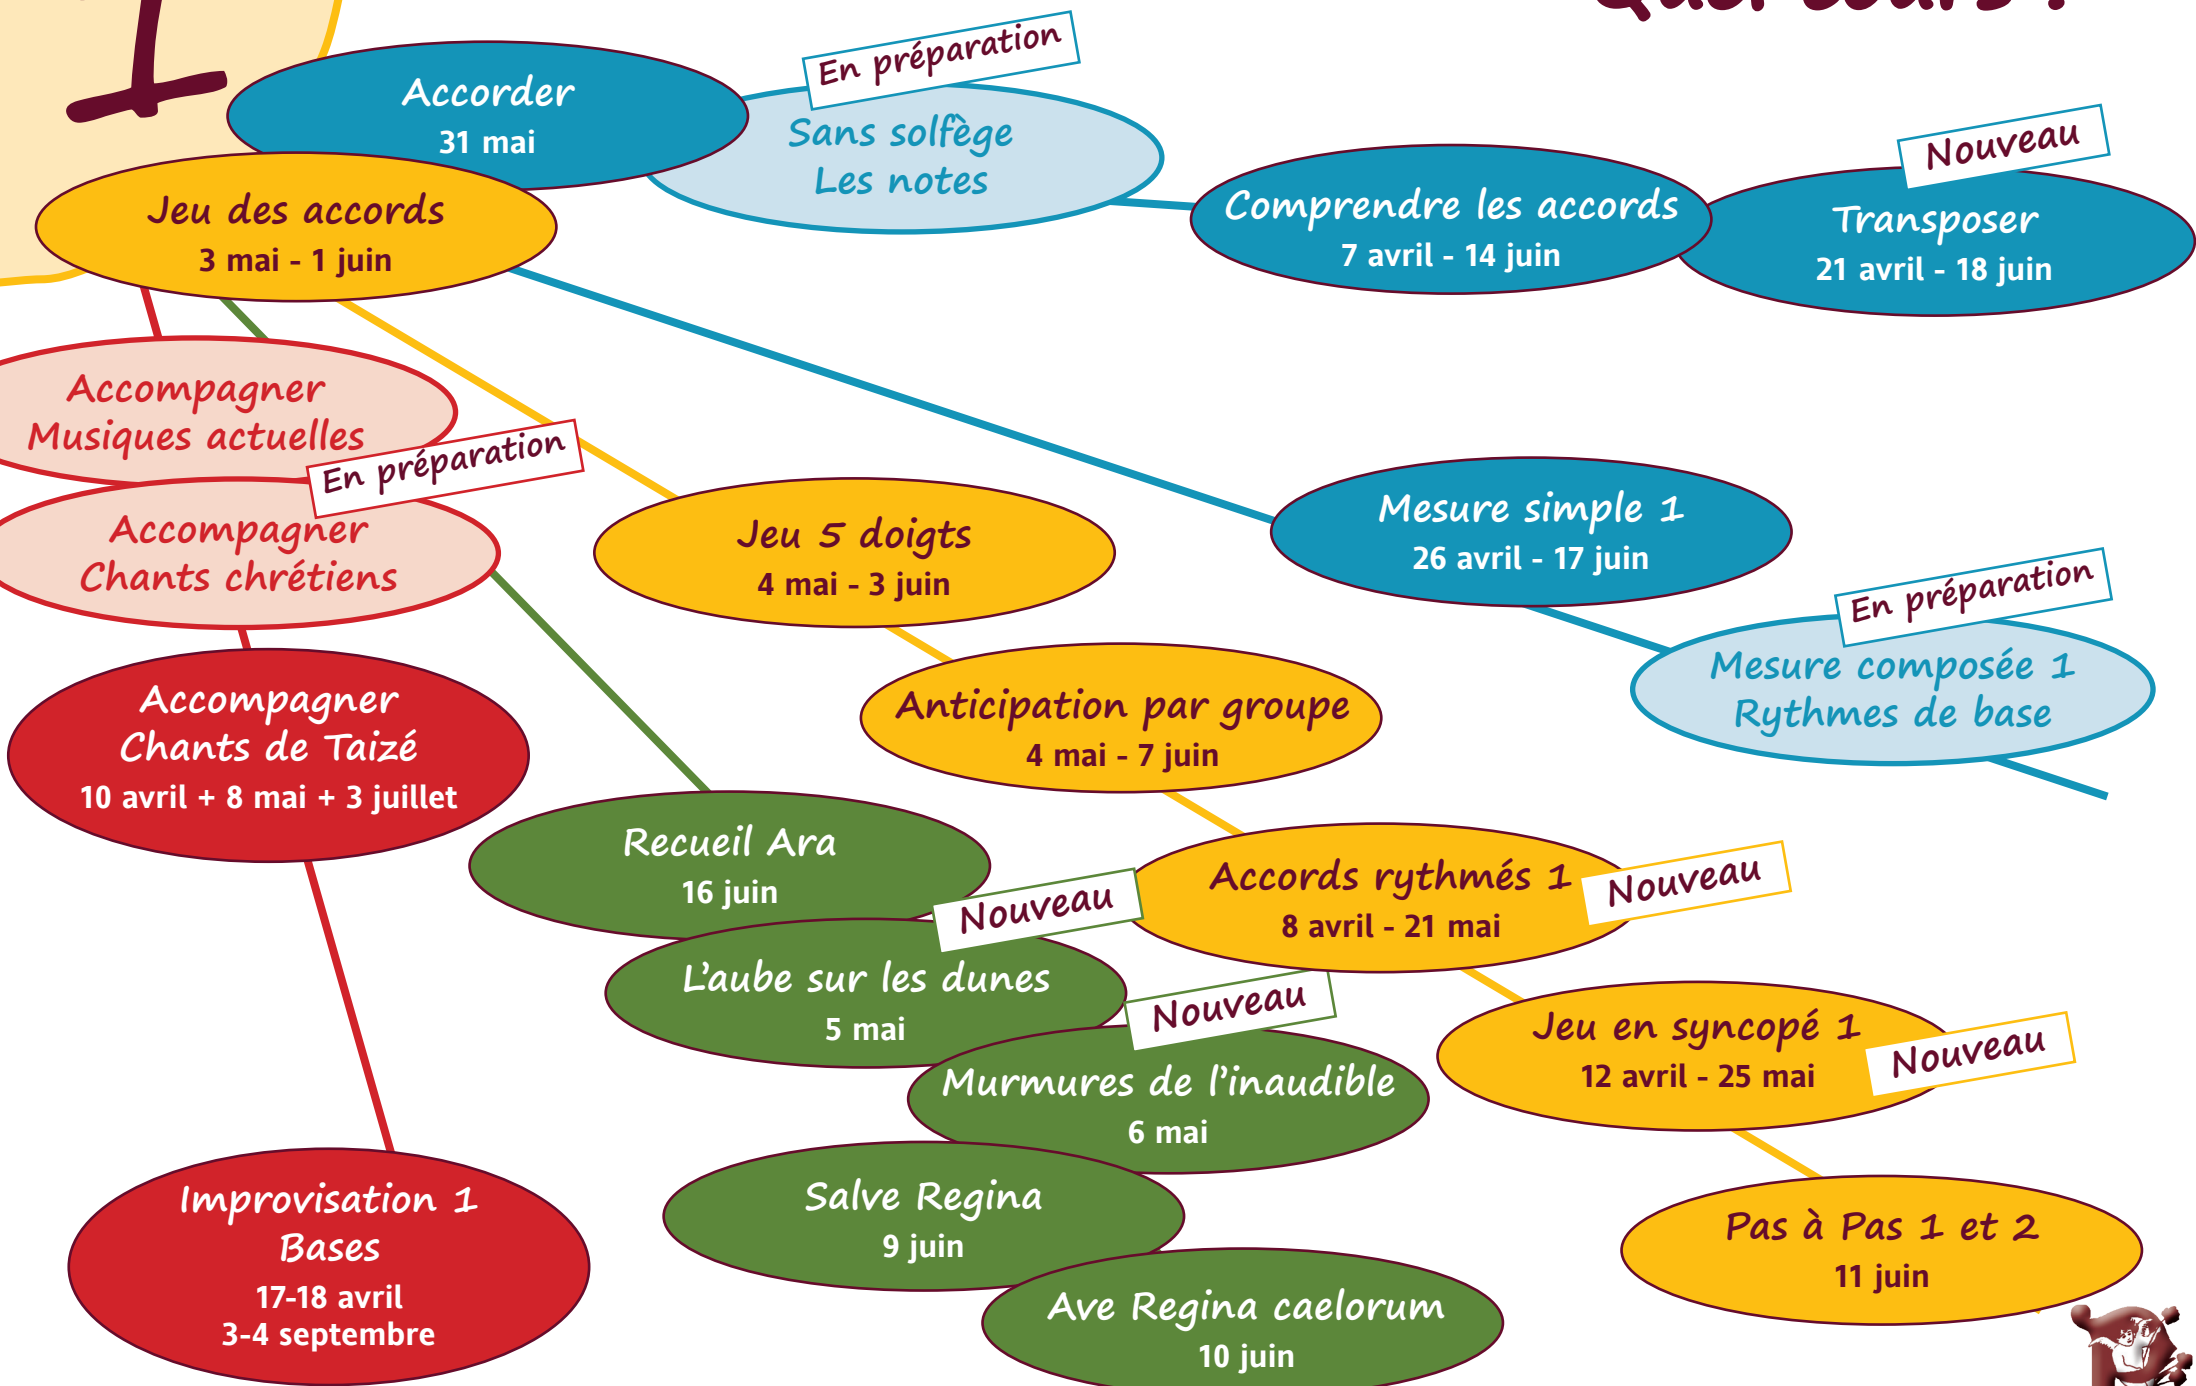 1
Quel cours ?
Accorder
31 mai
En préparation
Sans solfège
Les notes
Nouveau
Comprendre les accords
7 avril - 14 juin
Transposer
21 avril - 18 juin
Jeu des accords
3 mai - 1 juin
Accompagner
Musiques actuelles
En préparation
Accompagner
Chants chrétiens
Jeu 5 doigts
4 mai - 3 juin
Mesure simple 1
26 avril - 17 juin
En préparation
Mesure composée 1
Rythmes de base
Accompagner
Chants de Taizé
10 avril + 8 mai + 3 juillet
Anticipation par groupe
4 mai - 7 juin
Recueil Ara
16 juin
Accords rythmés 1
8 avril - 21 mai
Nouveau
Nouveau
L'aube sur les dunes
5 mai
Nouveau
Murmures de l'inaudible
6 mai
Jeu en syncopé 1
12 avril - 25 mai
Nouveau
Salve Regina
9 juin
Pas à Pas 1 et 2
11 juin
Improvisation 1
Bases
17-18 avril
3-4 septembre
Ave Regina caelorum
10 juin